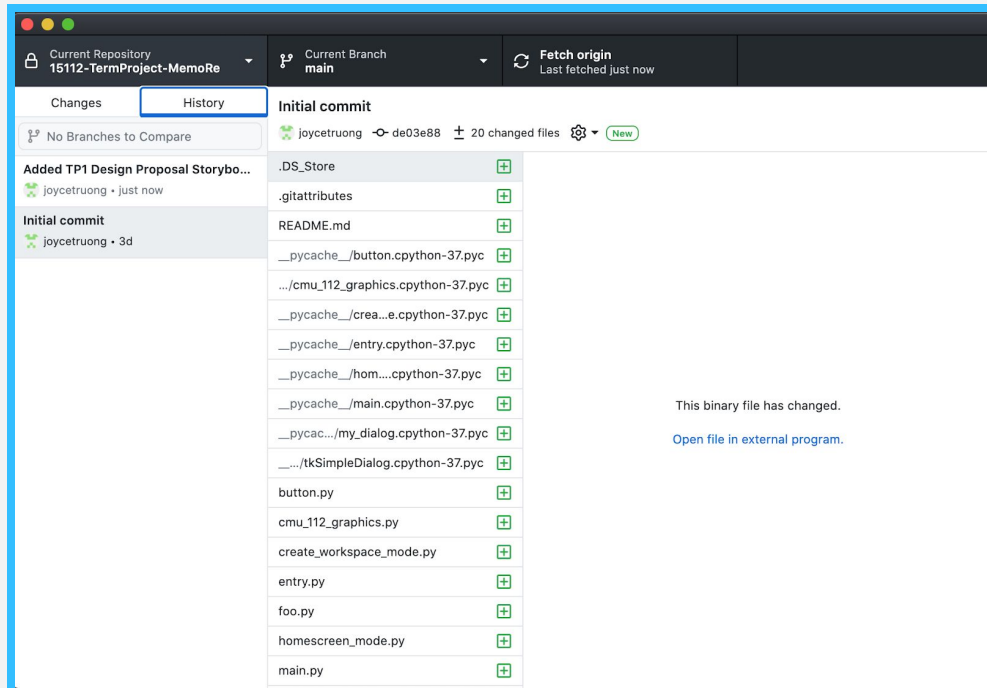 Current Repository
15112-TermProject-MemoRe
Current Branch
main
Fetch origin
Last fetched just now
Changes
History
No Branches to Compare
Added TP1 Design Proposal Storybo...
joycetruong • just now
Initial commit
joycetruong • 3d
Initial commit
joycetruong de03e88 20 changed files New
.DS_Store
.gitattributes
README.md
__pycache__/button.cpython-37.pyc
.../cmu_112_graphics.cpython-37.pyc
__pycache__/crea...e.cpython-37.pyc
__pycache__/entry.cpython-37.pyc
__pycache__/hom....cpython-37.pyc
__pycache__/main.cpython-37.pyc
__pycac.../my_dialog.cpython-37.pyc
__.../tkSimpleDialog.cpython-37.pyc
button.py
cmu_112_graphics.py
create_workspace_mode.py
entry.py
foo.py
homescreen_mode.py
main.py
This binary file has changed.
Open file in external program.